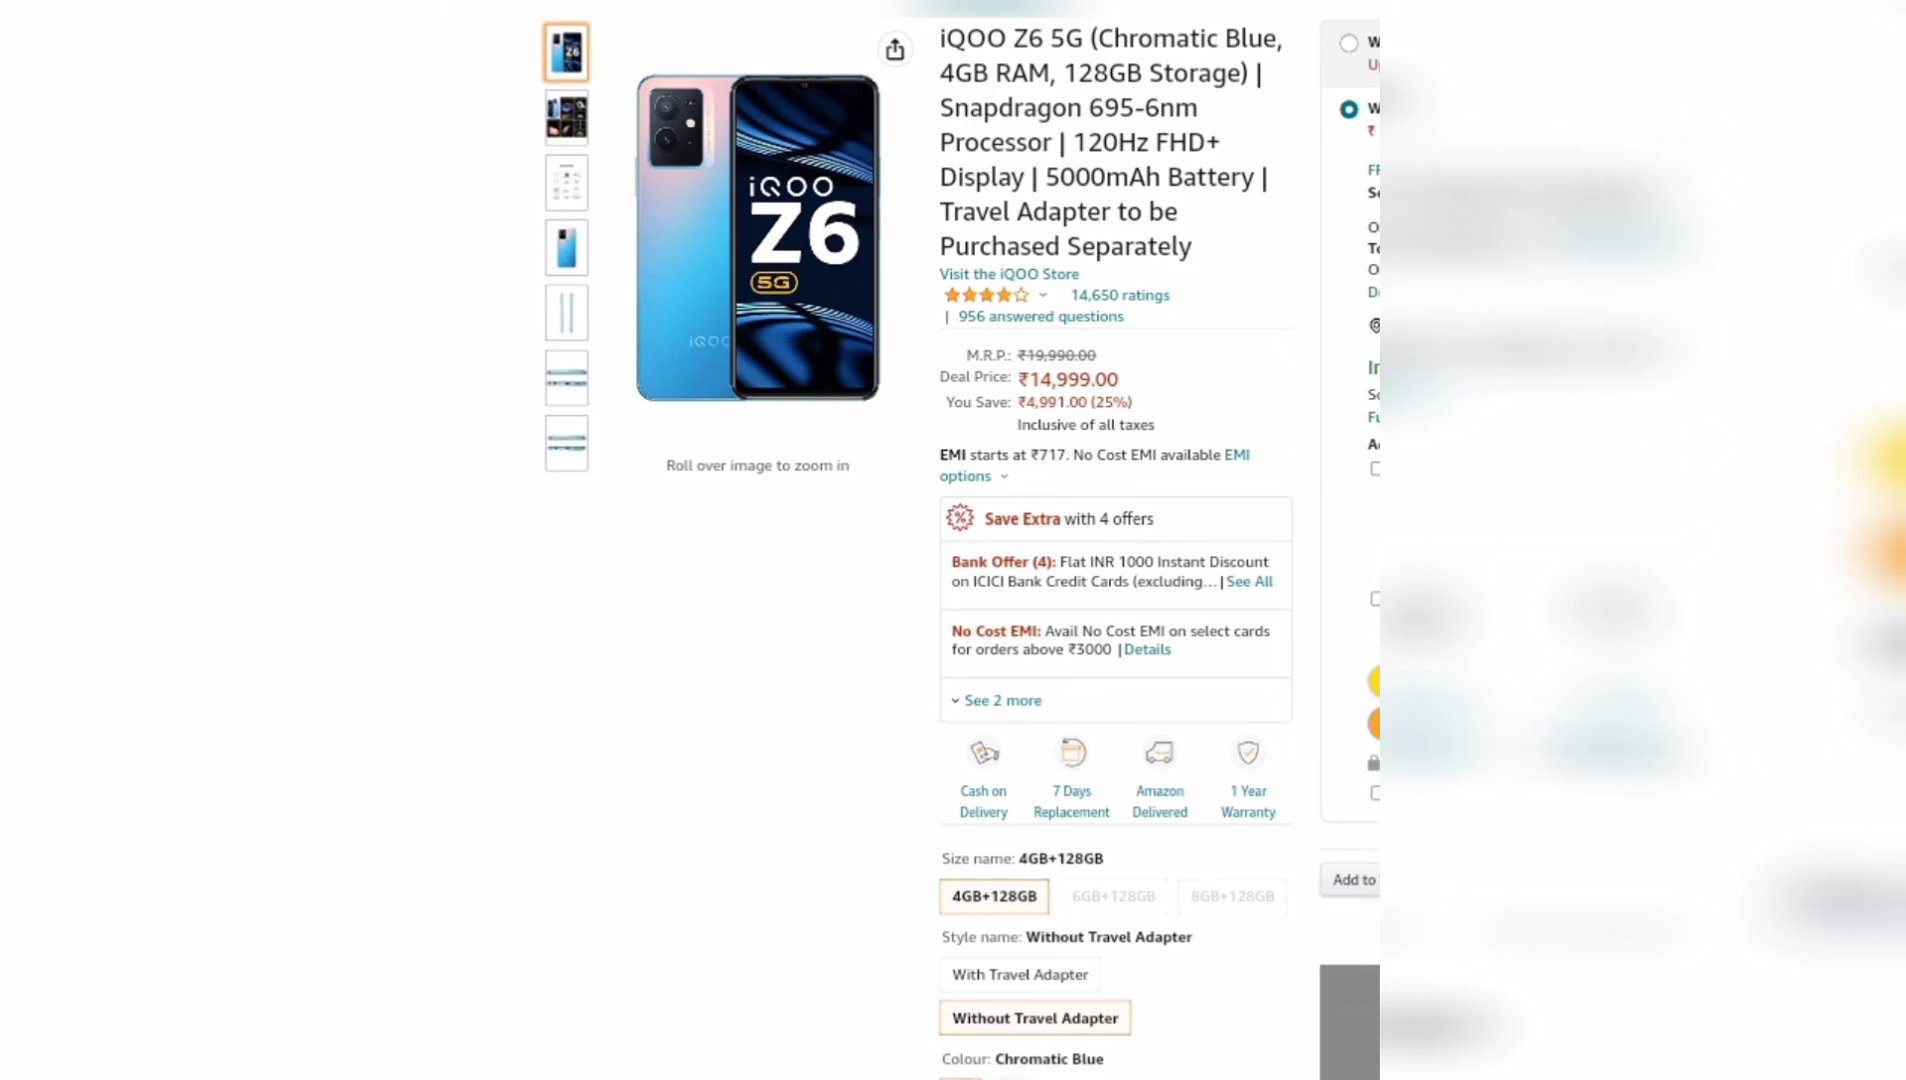 iQOO
Z6
5G
iQOO
Roll over image to zoom in
iQOO Z6 5G (Chromatic Blue,
4GB RAM, 128GB Storage) |
Snapdragon 695-6nm
Processor | 120Hz FHD+
Display | 5000mAh Battery |
Travel Adapter to be
Purchased Separately
Visit the iQOO Store
14,650 ratings
| 956 answered questions
M.R.P.: ₹19,990.00
Deal Price: ₹14,999.00
You Save: ₹4,991.00 (25%)
Inclusive of all taxes
EMI starts at ₹717. No Cost EMI available EMI
options
Save Extra with 4 offers
Bank Offer (4): Flat INR 1000 Instant Discount
on ICICI Bank Credit Cards (excluding... | See All
No Cost EMI: Avail No Cost EMI on select cards
for orders above ₹3000 | Details
See 2 more
Cash on Delivery
7 Days Replacement
Amazon Delivered
1 Year Warranty
Size name: 4GB+128GB
4GB+128GB 6GB+128GB 8GB+128GB
Style name: Without Travel Adapter
With Travel Adapter
Without Travel Adapter
Colour: Chromatic Blue
Add to